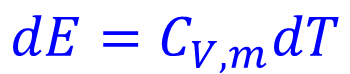 dE = C_{V,m}dT